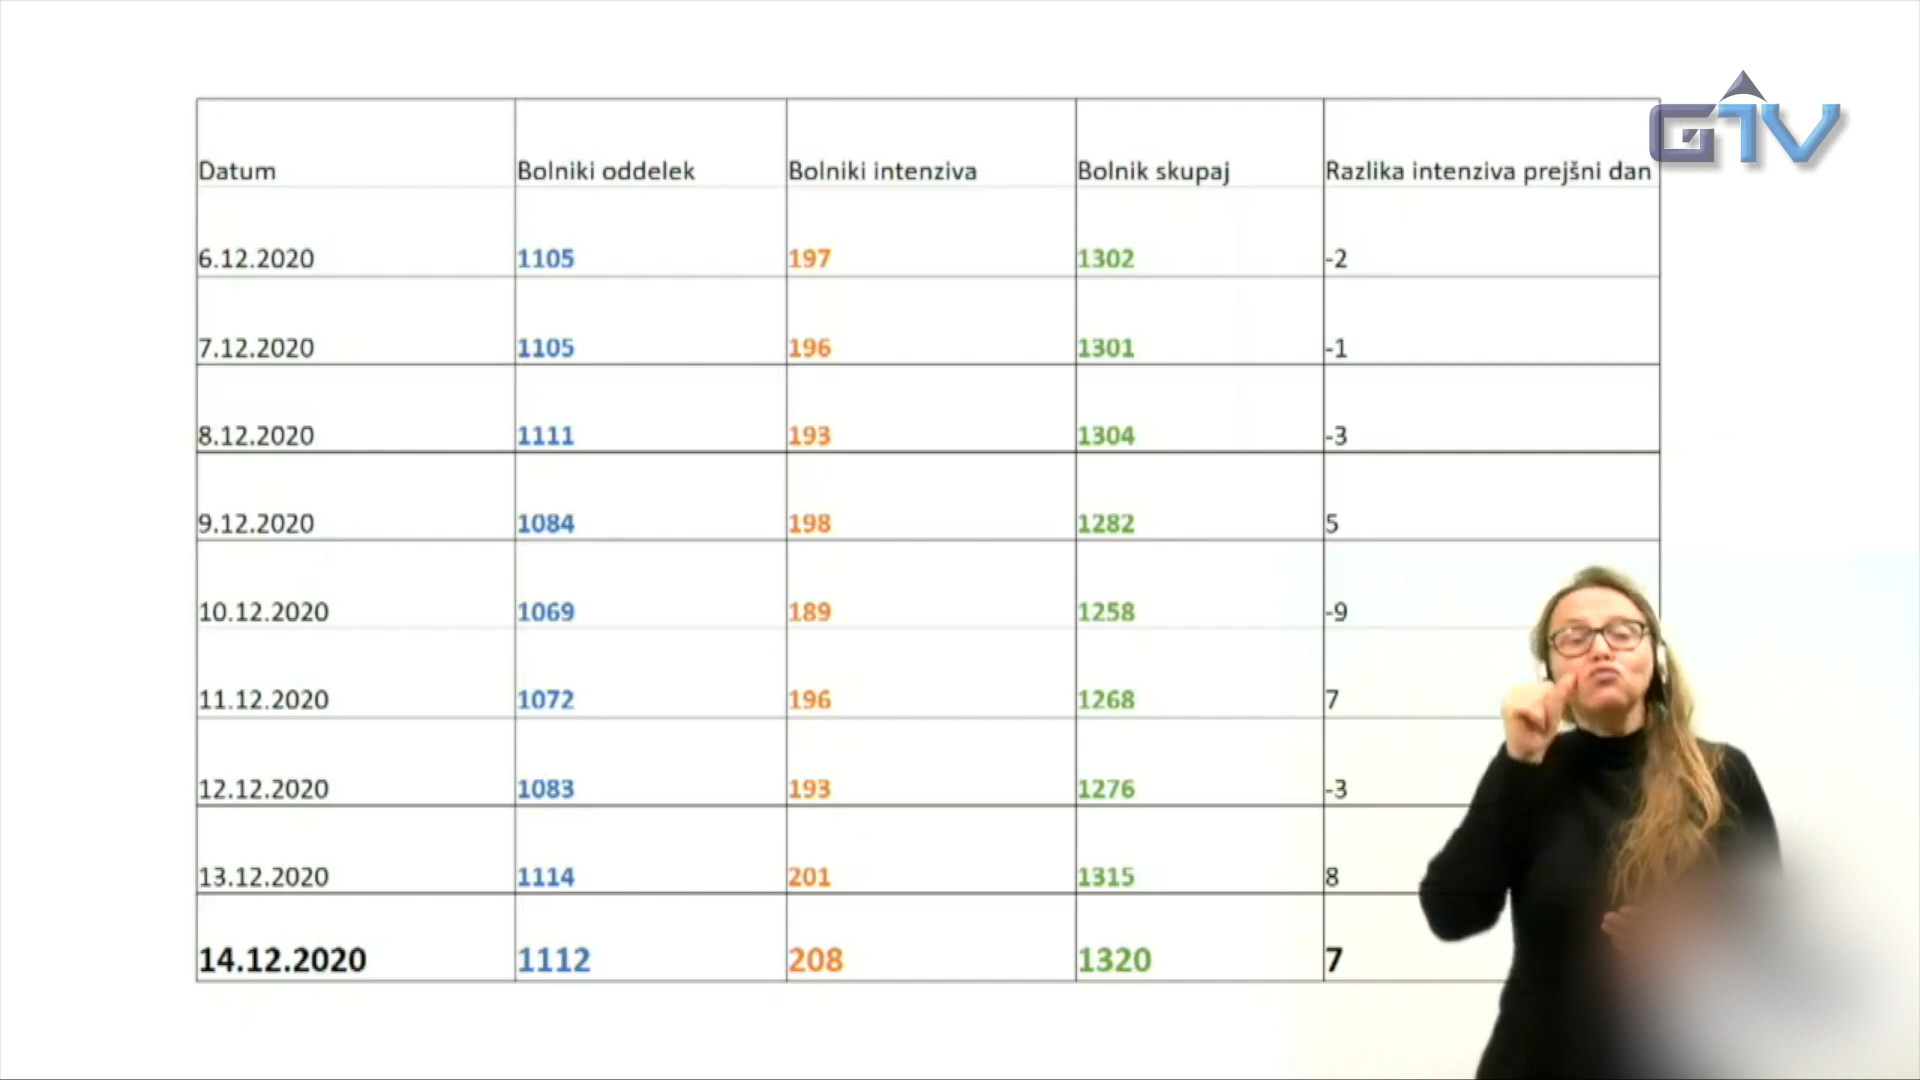 GTV
Datum Bolniki oddelek Bolniki intenziva Bolnik skupaj Razlika intenziva prejšni dan
6.12.2020 1105 197 1302 -2
7.12.2020 1105 196 1301 -1
8.12.2020 1111 193 1304 -3
9.12.2020 1084 198 1282 5
10.12.2020 1069 189 1258 -9
11.12.2020 1072 196 1268 7
12.12.2020 1083 193 1276 -3
13.12.2020 1114 201 1315 8
14.12.2020 1112 208 1320 7